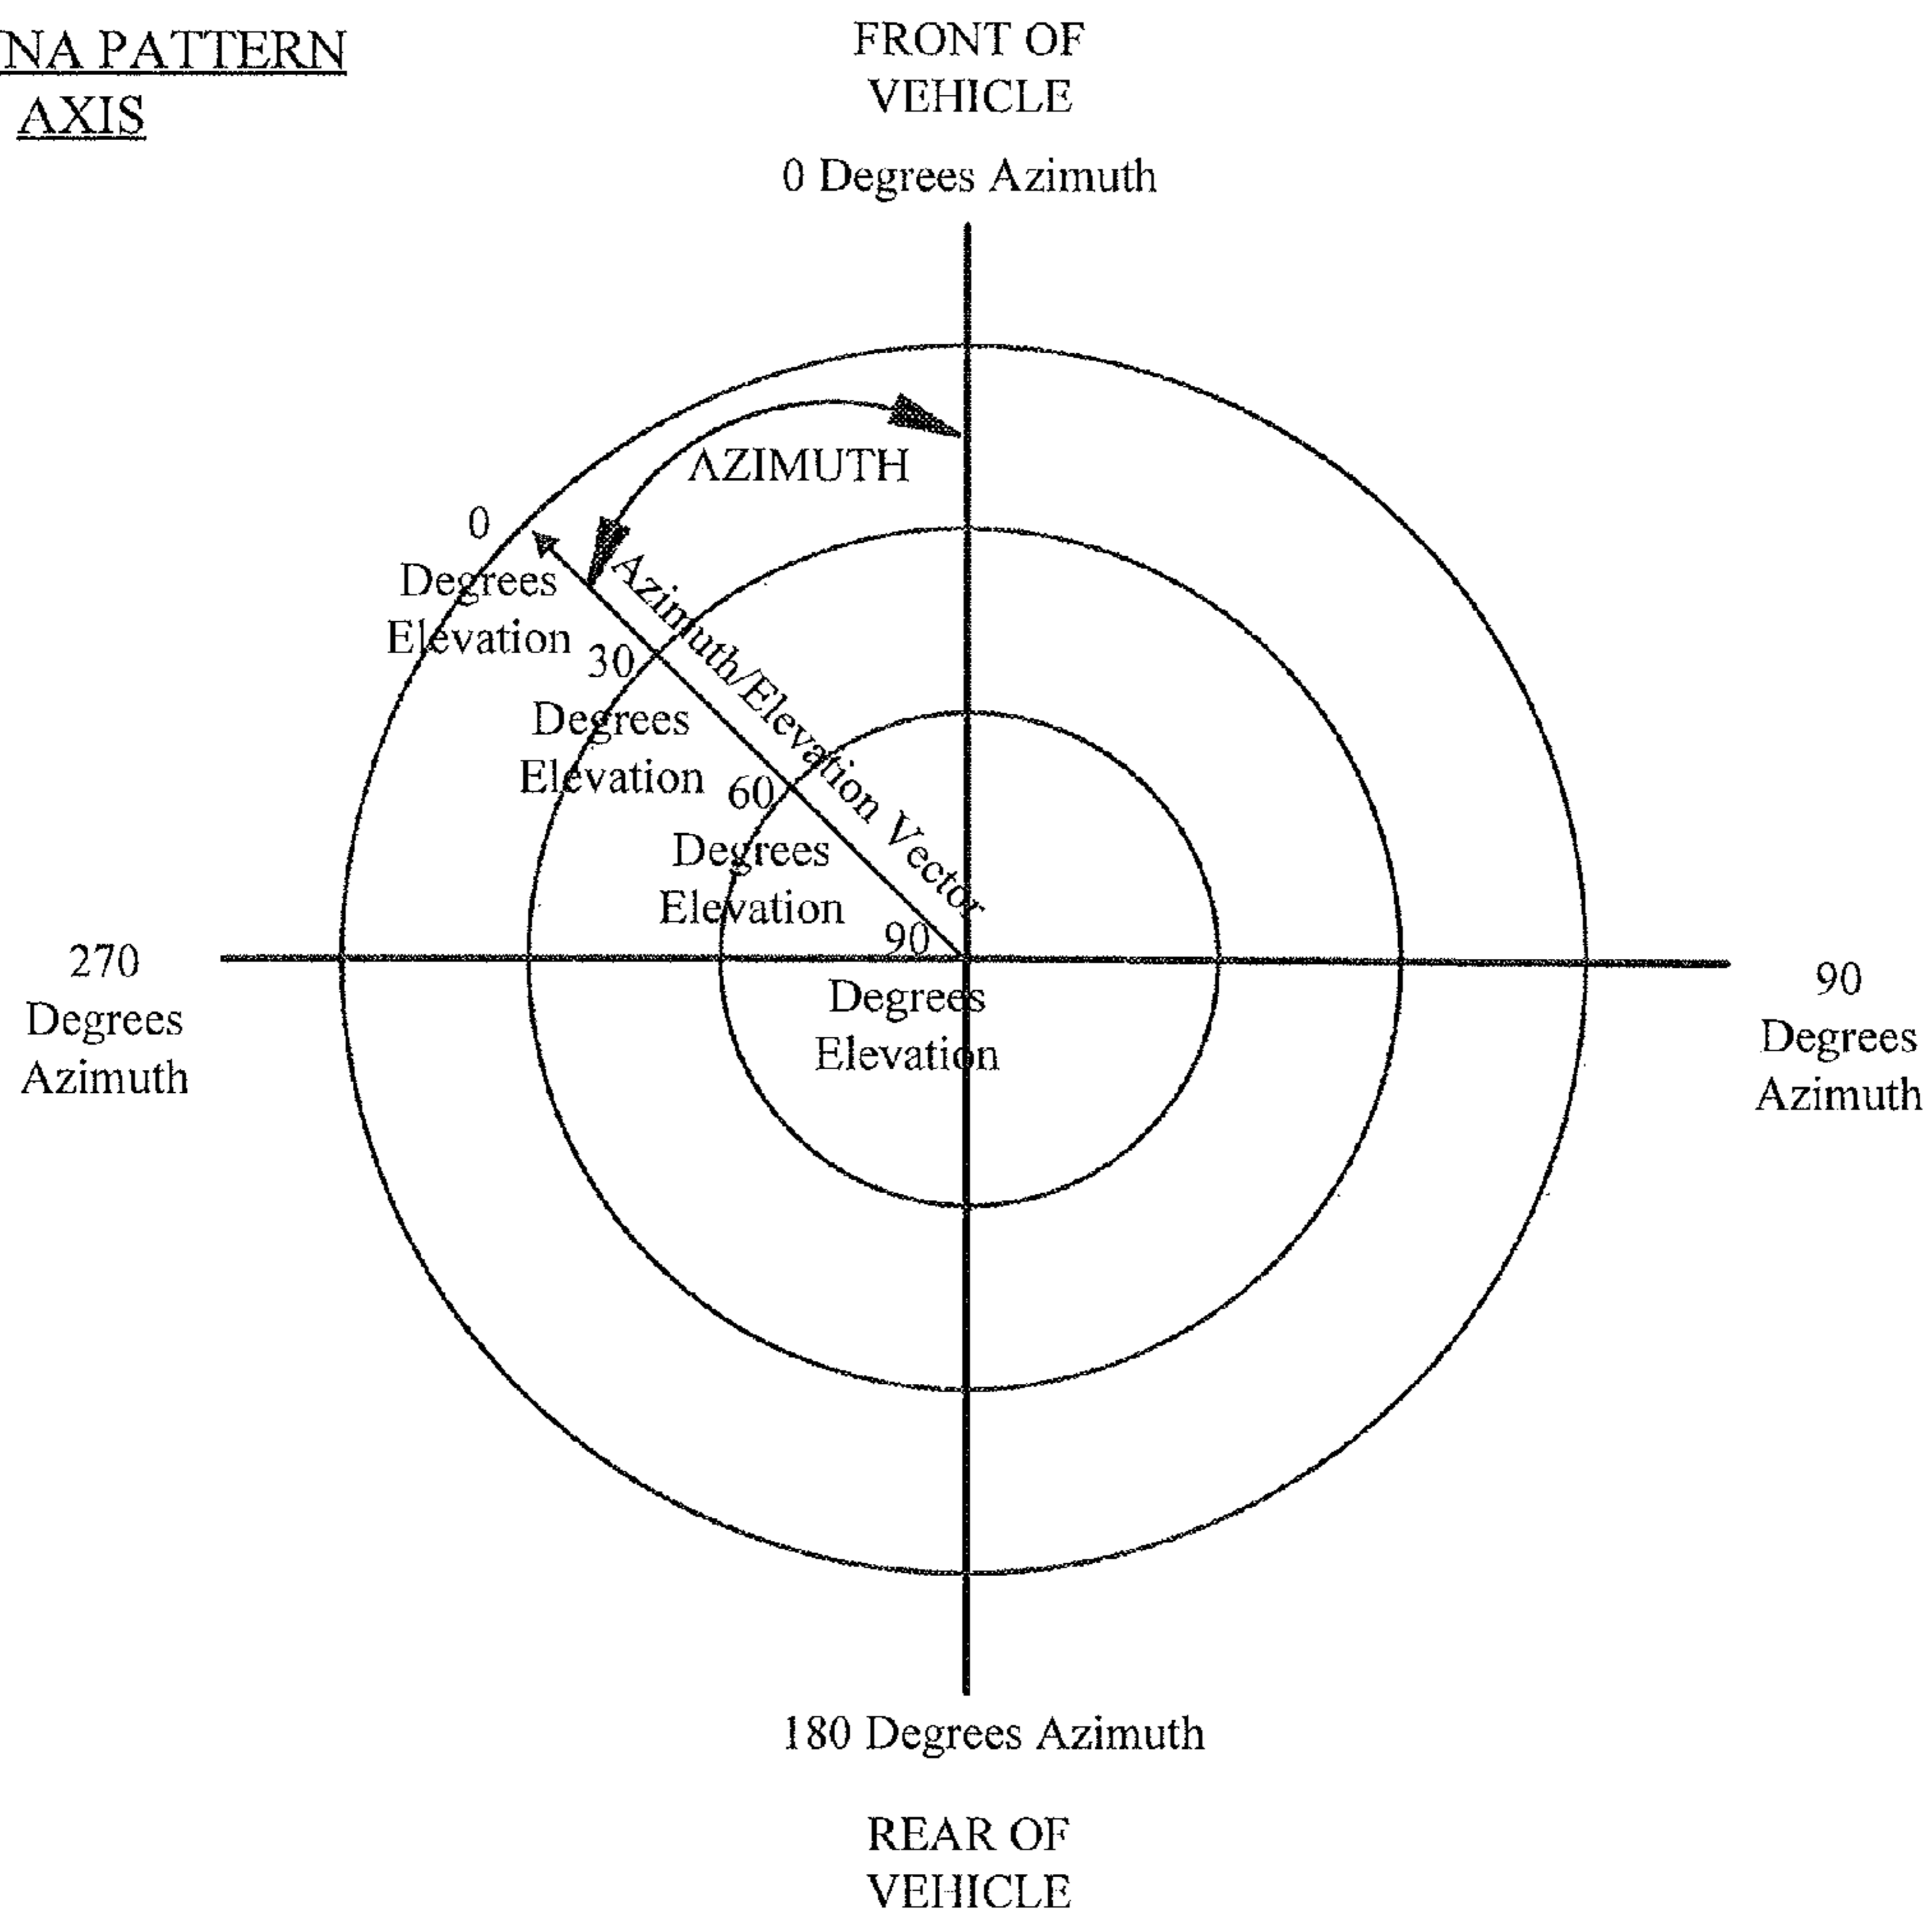 NA PATTERN
AXIS
FRONT OF
VEHICLE
0 Degrees Azimuth
AZIMUTH
0
Degrees
Elevation
Azimuth/Elevation Vector
30
Degrees
Elevation
60
Degrees
Elevation
90
Degrees
Elevation
270
Degrees
Azimuth
90
Degrees
Azimuth
180 Degrees Azimuth
REAR OF
VEHICLE